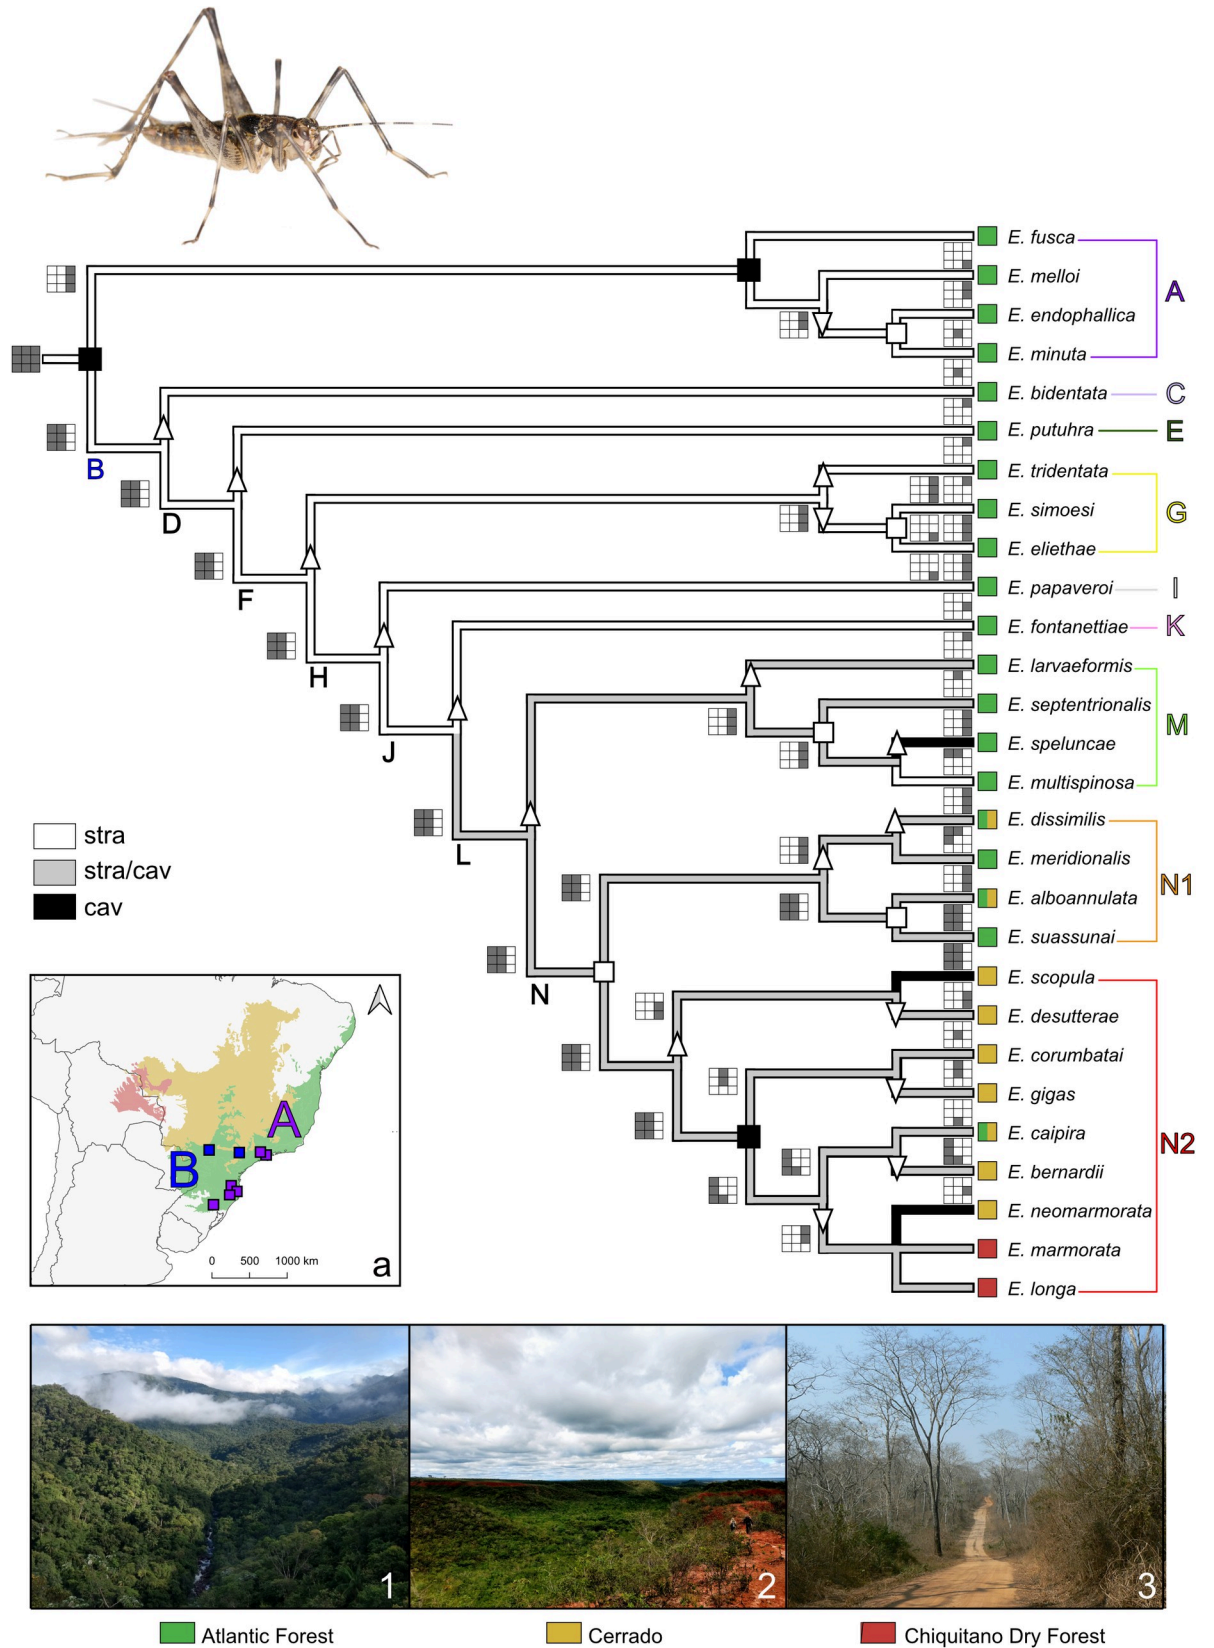 E. fusca
E. melloi
A
E. endophallica
E. minuta
E. bidentata
C
E. putuhra
E
B
E. tridentata
E. simoesi
G
D
E. eliethae
E. papaveroi
I
F
E. fontanettiae
K
E. larvaeformis
H
E. septentrionalis
M
E. speluncae
J
E. multispinosa
E. dissimilis
stra
L
E. meridionalis
stra/cav
N1
E. alboannulata
cav
E. suassunai
E. scopula
N
E. desutterae
E. corumbatai
E. gigas
A
E. caipira
N2
B
E. bernardii
E. neomarmorata
E. marmorata
0 500 1000 km
a
E. longa
1
2
3
Atlantic Forest
Cerrado
Chiquitano Dry Forest